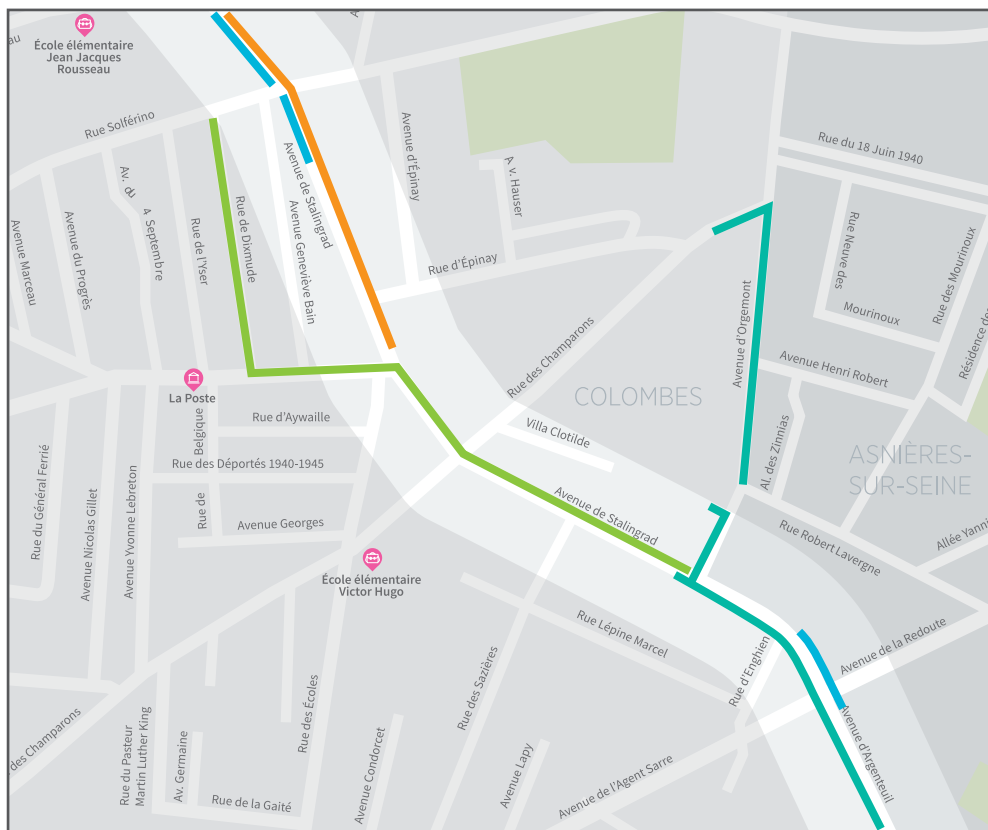 École élémentaire
Jean Jacques
Rousseau
Rue Solférino
Avenue d'Épinay
Rue du 18 Juin 1940
Av. du
4 Septembre
Avenue de Stalingrad
A v. Hauser
Avenue Marceau
Avenue du Progrès
Rue de l'Yser
Rue de Dixmude
Avenue Geneviève Bain
Rue d'Épinay
Rue Neuve des
Mourinoux
Rue des Mourinoux
Avenue d'Orgemont
Rue des Champarons
Avenue Henri Robert
La Poste
COLOMBES
Rue d'Aywaille
Villa Clotilde
Al. des Zinnias
ASNIÈRES-
SUR-SEINE
Rue de
Belgique
Rue des Déportés 1940-1945
Avenue Georges
Avenue de Stalingrad
Rue Robert Lavergne
Rue du Général Ferrié
Avenue Nicolas Gillet
Avenue Yvonne Lebreton
École élémentaire
Victor Hugo
Rue Lépine Marcel
Rue d'Enghien
Avenue de la Redoute
Rue des Sazières
Rue des Écoles
des Champarons
Rue du Pasteur
Martin Luther King
Av. Germaine
Rue de la Gaité
Avenue Condorcet
Avenue Lapy
Avenue de l'Agent Sarre
Avenue d'Argenteuil